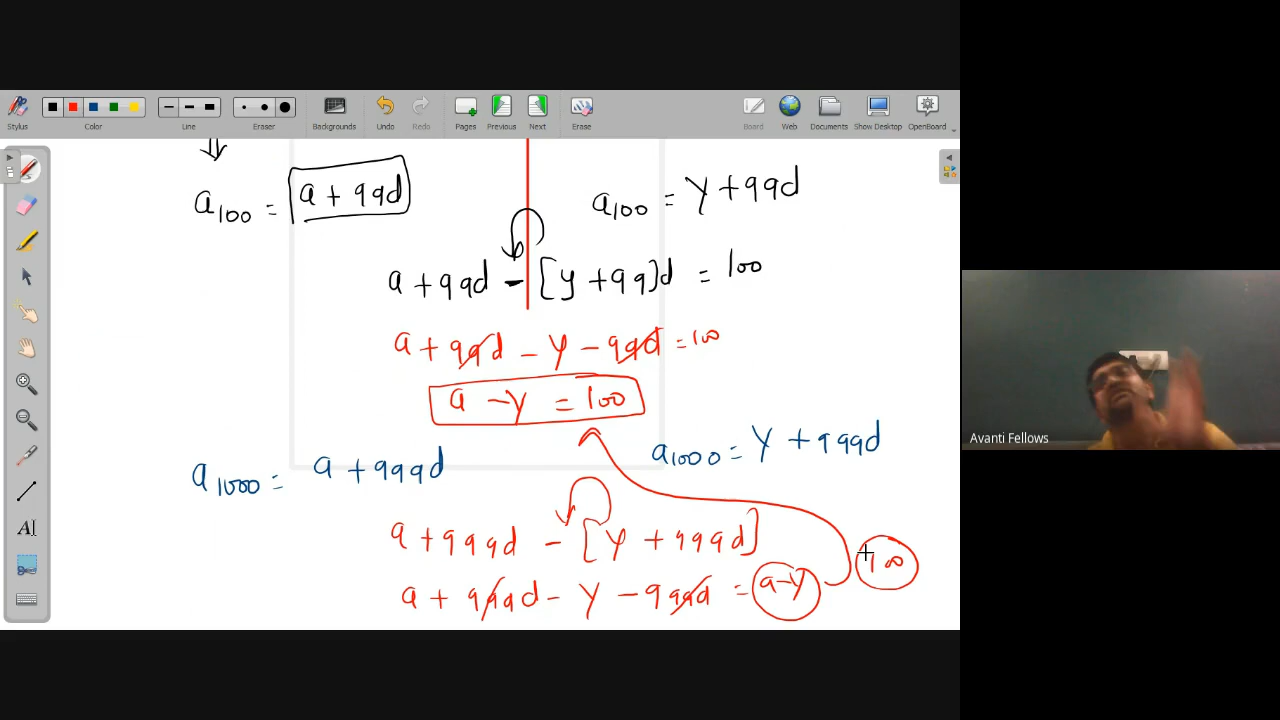 Stylus Color Line Eraser Backgrounds Undo Redo Pages Previous Next Erase Board Web Documents Show Desktop OpenBoard
a100 = a + 99d
a100 = y + 99d
a + 99d - [y + 99]d = 100
a + 99d - y - 99d = 100
a - y = 100
a1000 = a + 999d
a1000 = y + 999d
a + 999d - [y + 999d]
a + 999d - y - 999d = a-y
100
Avanti Fellows